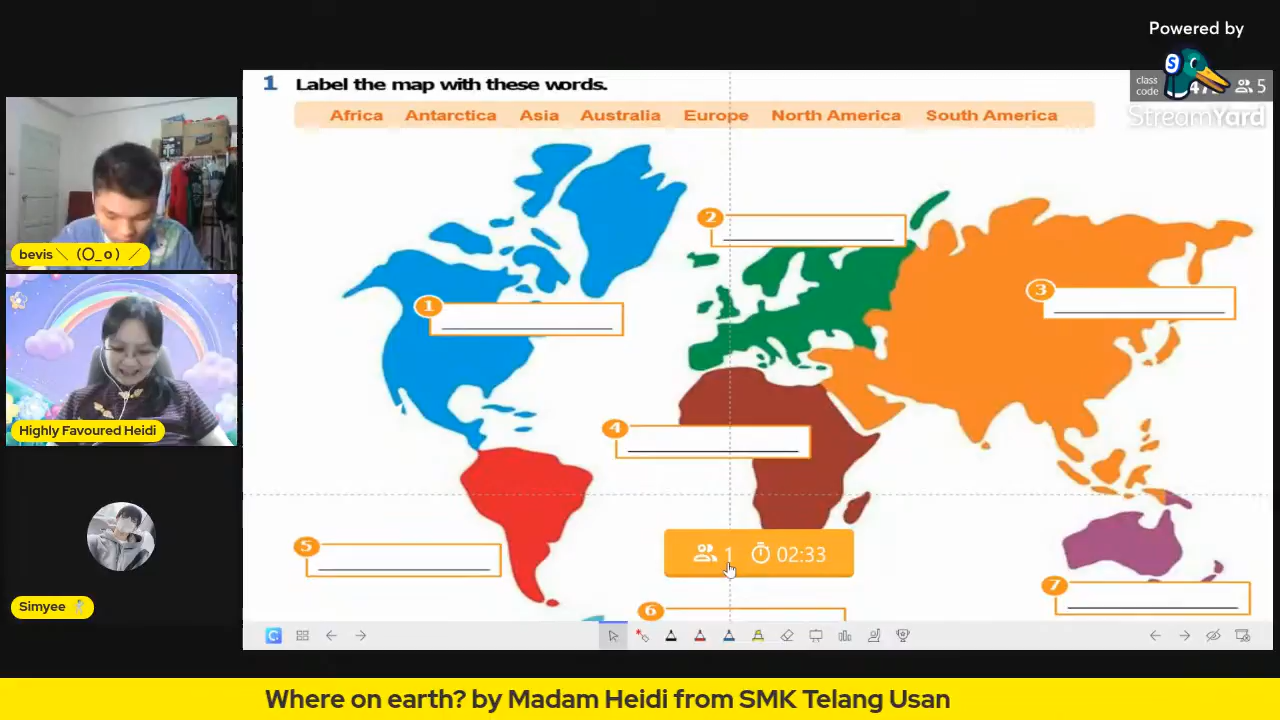 Powered by
StreamYard
class
code
5
1 Label the map with these words.
Africa Antarctica Asia Australia Europe North America South America
2
3
1
4
5
1 02:33
7
6
bevis ＼（〇_ｏ）／
Highly Favoured Heidi
Simyee
Where on earth? by Madam Heidi from SMK Telang Usan